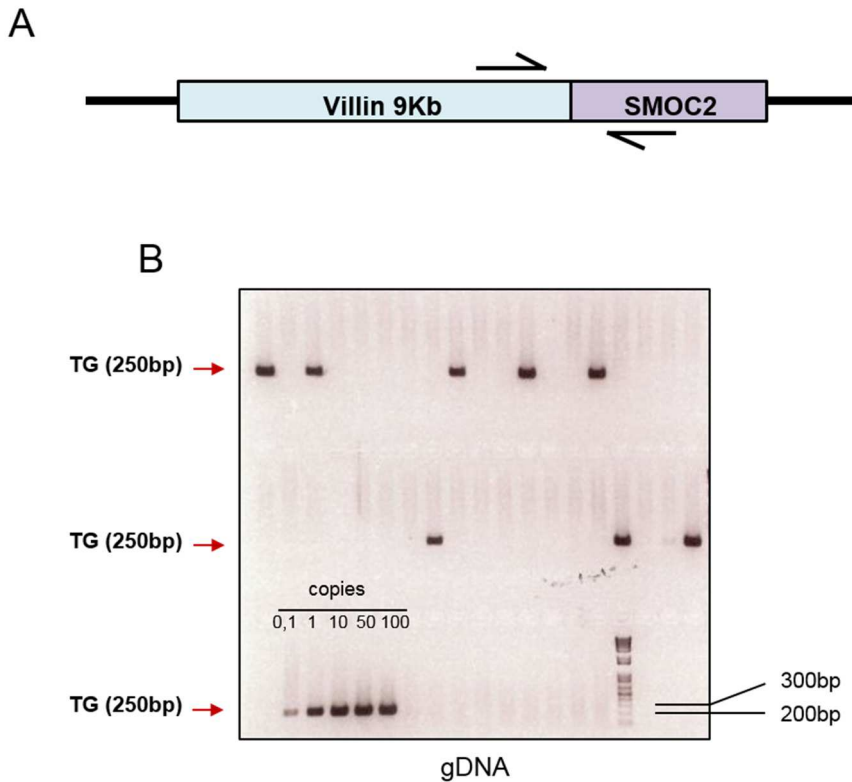 A
Villin 9Kb SMOC2
B
TG (250bp)
TG (250bp)
copies
0,1 1 10 50 100
TG (250bp)
300bp
200bp
gDNA